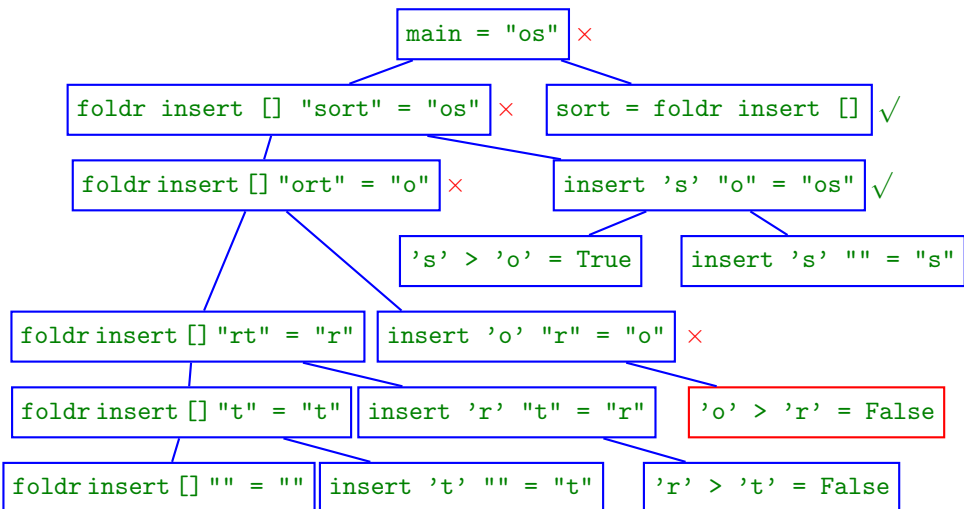 main = "os" ×
foldr insert [] "sort" = "os" × sort = foldr insert [] √
foldr insert [] "ort" = "o" × insert 's' "o" = "os" √
's' > 'o' = True insert 's' "" = "s"
foldr insert [] "rt" = "r" insert 'o' "r" = "o" ×
foldr insert [] "t" = "t" insert 'r' "t" = "r" 'o' > 'r' = False
foldr insert [] "" = "" insert 't' "" = "t" 'r' > 't' = False